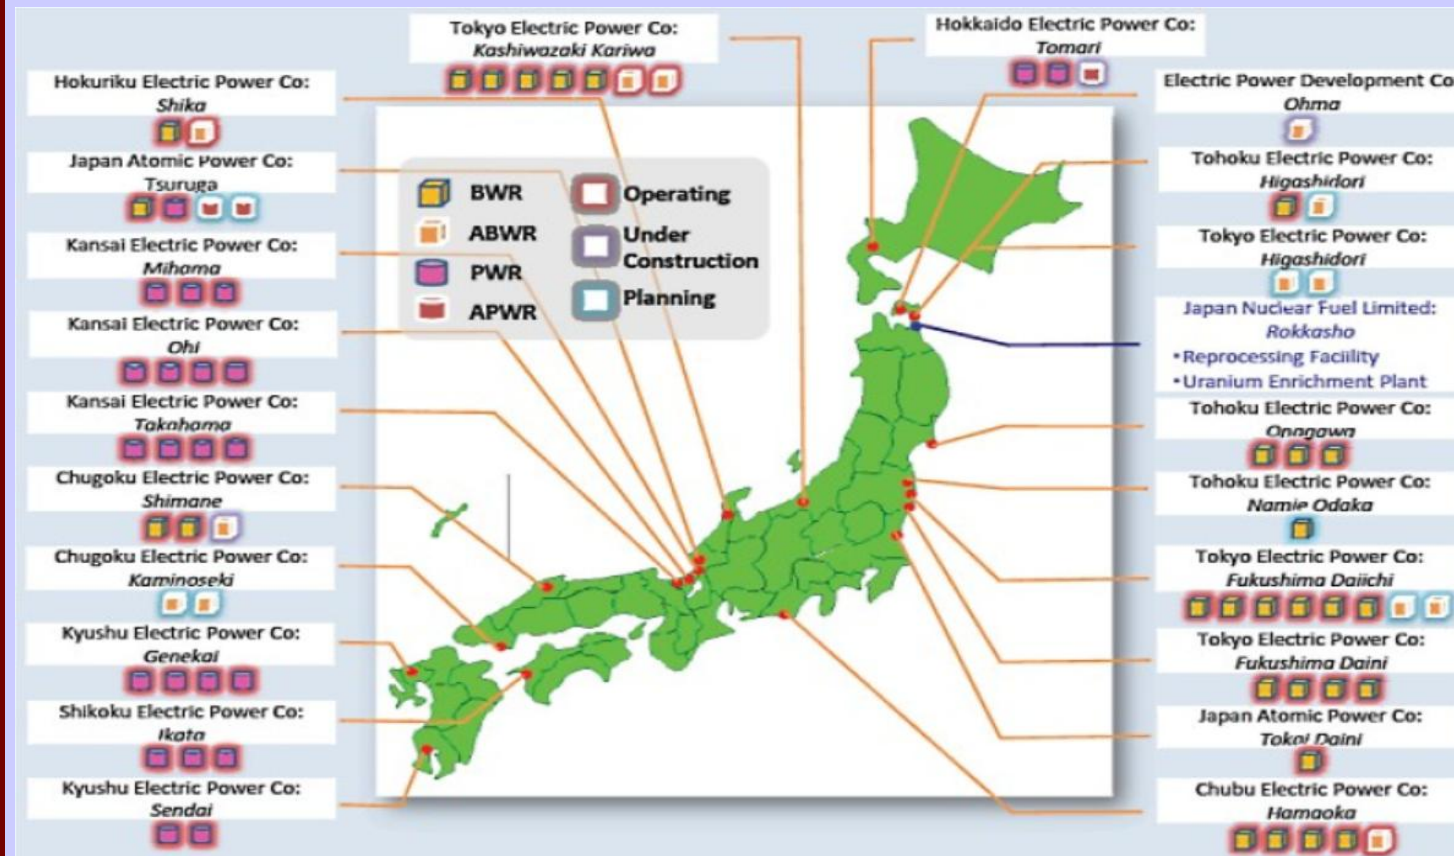 Tokyo Electric Power Co:
Kashiwazaki Kariwa
Hokkaido Electric Power Co:
Tomari
Hokuriku Electric Power Co:
Shika
Japan Atomic Power Co:
Tsuruga
Kansai Electric Power Co:
Mihama
Kansai Electric Power Co:
Ohi
Kansai Electric Power Co:
Takahama
Chugoku Electric Power Co:
Shimane
Chugoku Electric Power Co:
Kaminoseki
Kyushu Electric Power Co:
Genekai
Shikoku Electric Power Co:
Ikata
Kyushu Electric Power Co:
Sendai
BWR
ABWR
PWR
APWR
Operating
Under
Construction
Planning
Electric Power Development Co
Ohma
Tohoku Electric Power Co:
Higashidori
Tokyo Electric Power Co:
Higashidori
Japan Nuclear Fuel Limited:
Rokkasho
•Reprocessing Faciility
•Uranium Enrichment Plant
Tohoku Electric Power Co:
Onagawa
Tohoku Electric Power Co:
Namie Odaka
Tokyo Electric Power Co:
Fukushima Daiichi
Tokyo Electric Power Co:
Fukushima Daini
Japan Atomic Power Co:
Tokai Daini
Chubu Electric Power Co:
Hamaoka